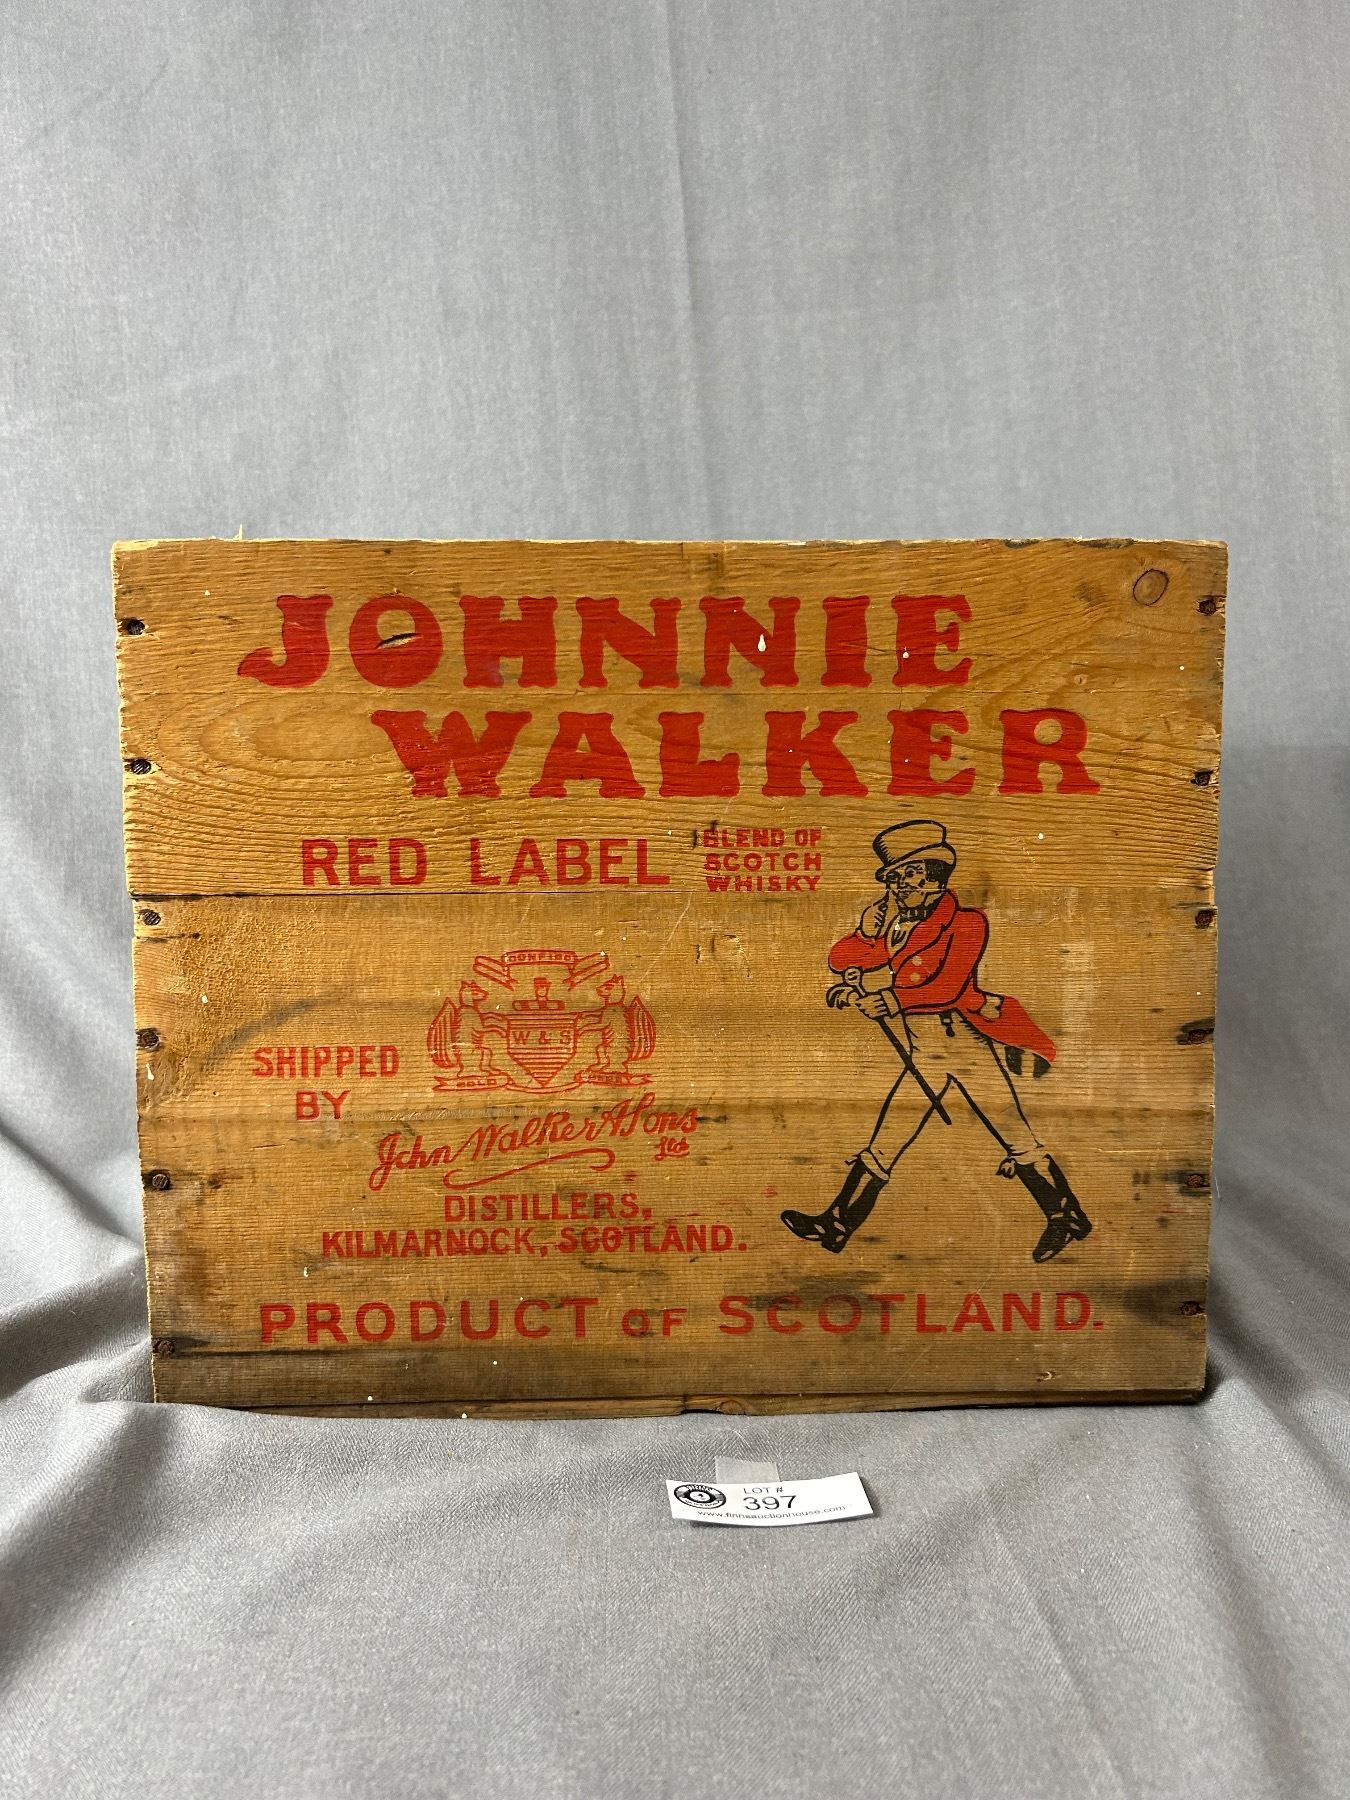 JOHNNIE
WALKER
RED LABEL
BLEND OF
SCOTCH
WHISKY
W & S
SHIPPED
BY
John Walker & Sons
Ltd
DISTILLERS,
KILMARNOCK, SCOTLAND.
PRODUCT OF SCOTLAND.
LOT #
397
www.finnsauctionhouse.com